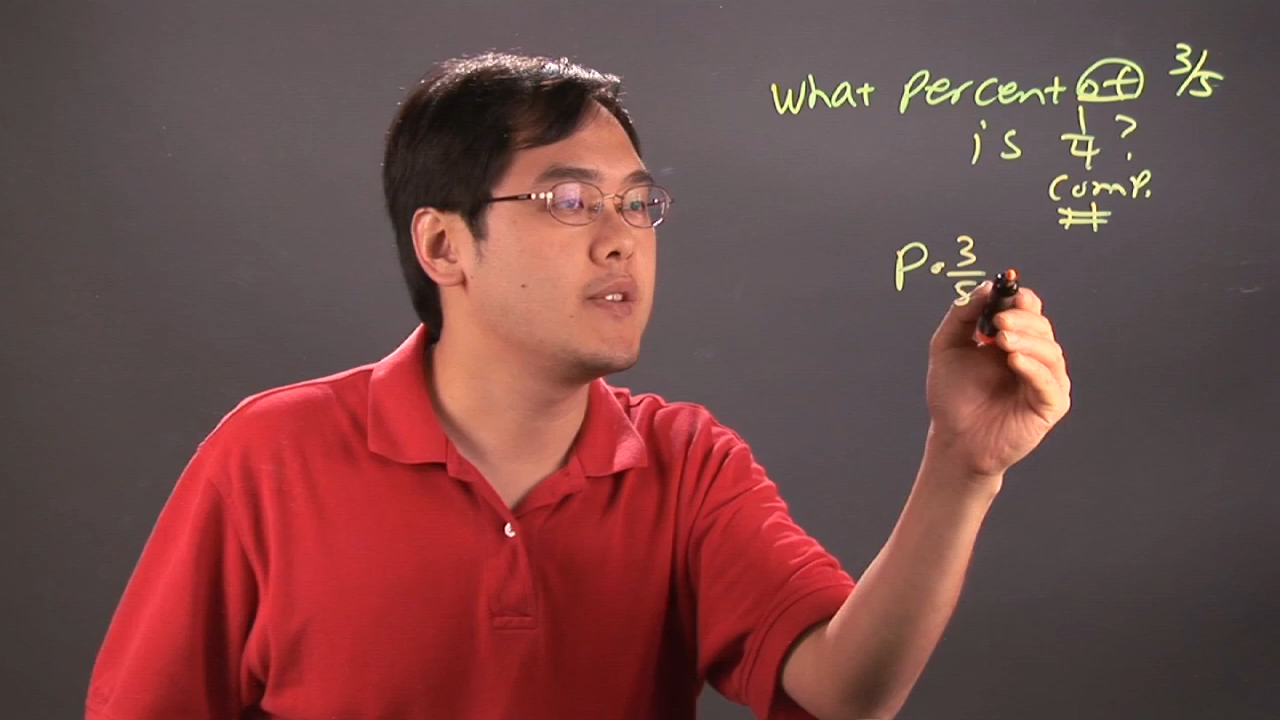 What percent of 3/5
is 1/4?
comp.
#
P · 3/5